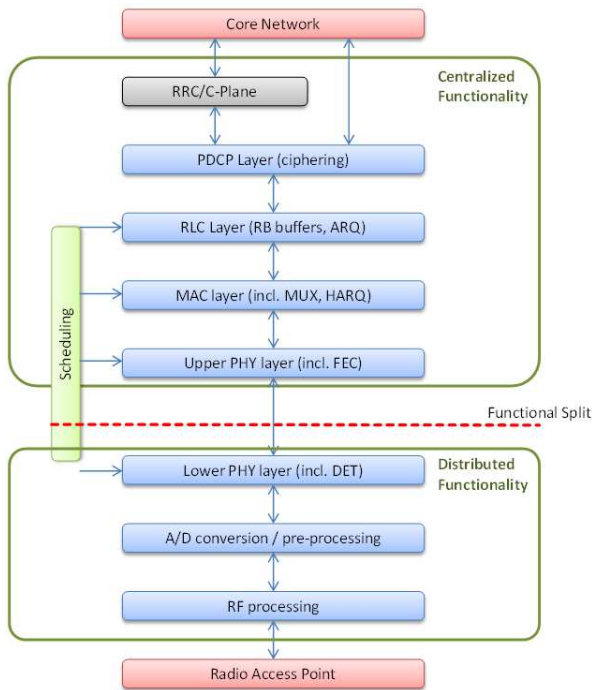 Core Network
Centralized
Functionality
RRC/C-Plane
PDCP Layer (ciphering)
RLC Layer (RB buffers, ARQ)
MAC layer (incl. MUX, HARQ)
Scheduling
Upper PHY layer (incl. FEC)
Functional Split
Distributed
Functionality
Lower PHY layer (incl. DET)
A/D conversion / pre-processing
RF processing
Radio Access Point